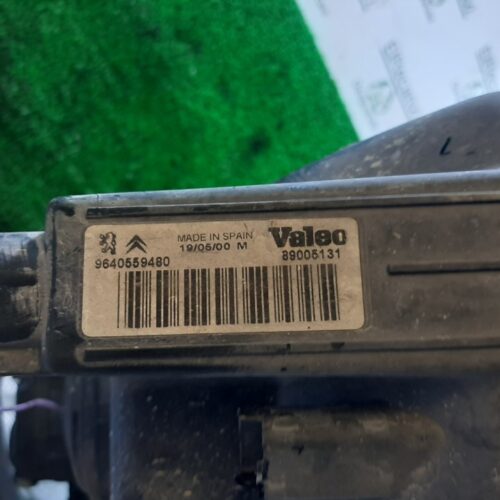 MADE IN SPAIN
19/05/00 M
Valeo
9640559480
89005131